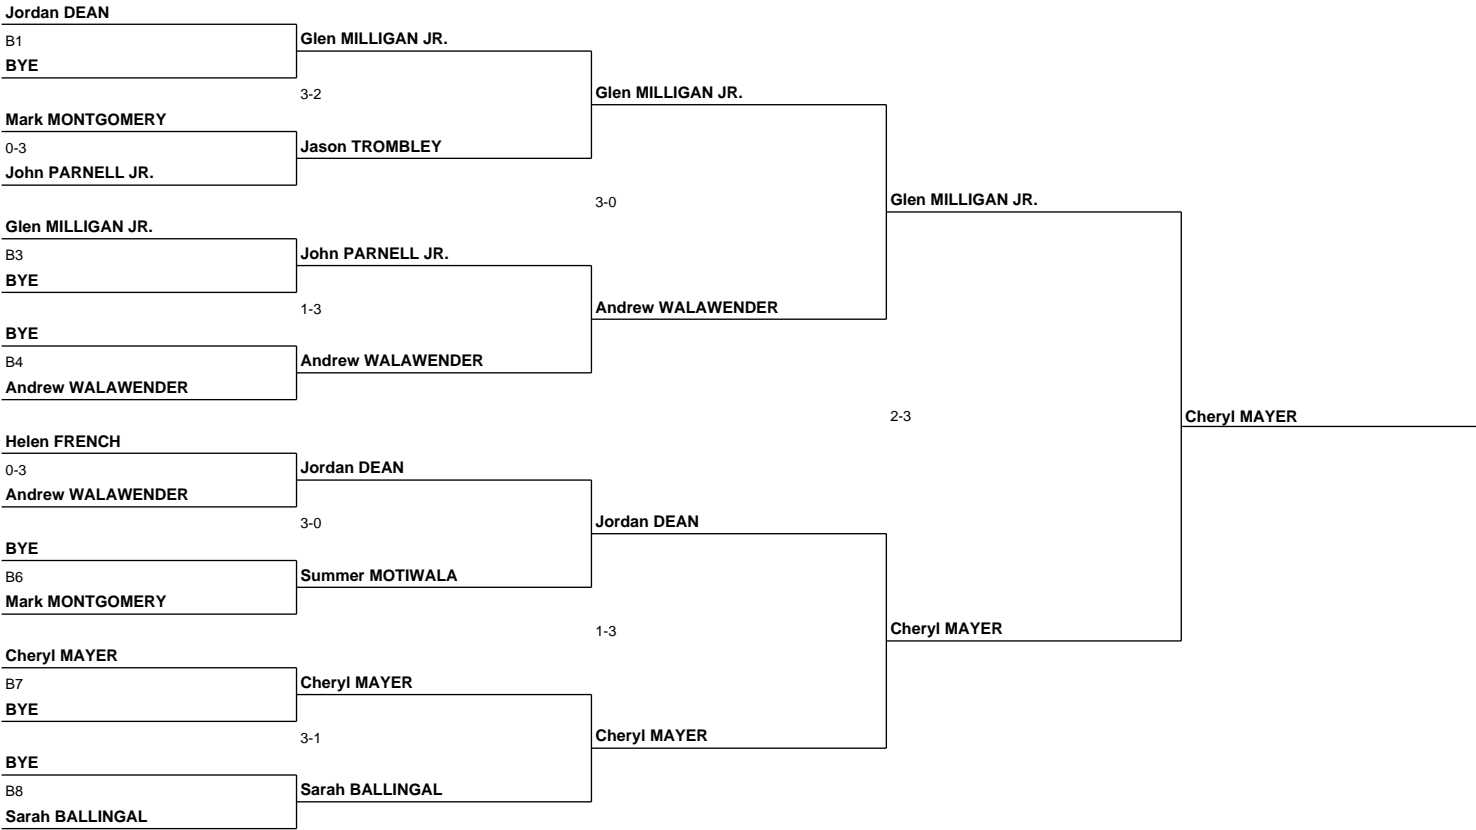 Jordan DEAN
B1
BYE
Mark MONTGOMERY
0-3
John PARNELL JR.
Glen MILLIGAN JR.
B3
BYE
BYE
B4
Andrew WALAWENDER
Helen FRENCH
0-3
Andrew WALAWENDER
BYE
B6
Mark MONTGOMERY
Cheryl MAYER
B7
BYE
BYE
B8
Sarah BALLINGAL
Glen MILLIGAN JR.
3-2
Jason TROMBLEY
John PARNELL JR.
1-3
Andrew WALAWENDER
Jordan DEAN
3-0
Summer MOTIWALA
Cheryl MAYER
3-1
Sarah BALLINGAL
Glen MILLIGAN JR.
3-0
Andrew WALAWENDER
Jordan DEAN
1-3
Cheryl MAYER
Glen MILLIGAN JR.
2-3
Cheryl MAYER
Cheryl MAYER